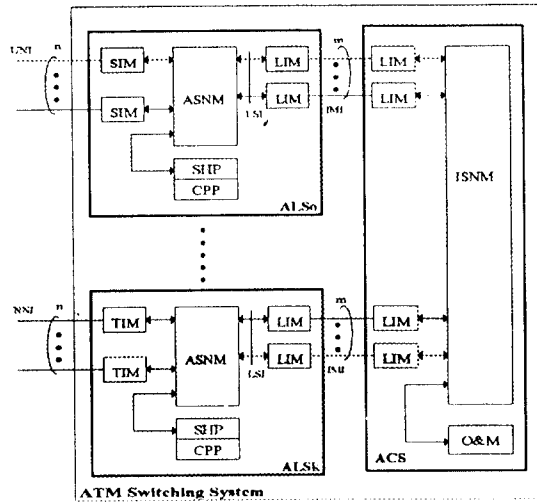 UNI
n
SIM
SIM
ASNM
LSI
LIM
LIM
m
IMI
SHP
CPP
ALSo
LIM
LIM
ISNM
NNI
n
TIM
TIM
ASNM
LSI
LIM
LIM
m
IMI
SHP
CPP
ALSk
LIM
LIM
O&M
ACS
ATM Switching System